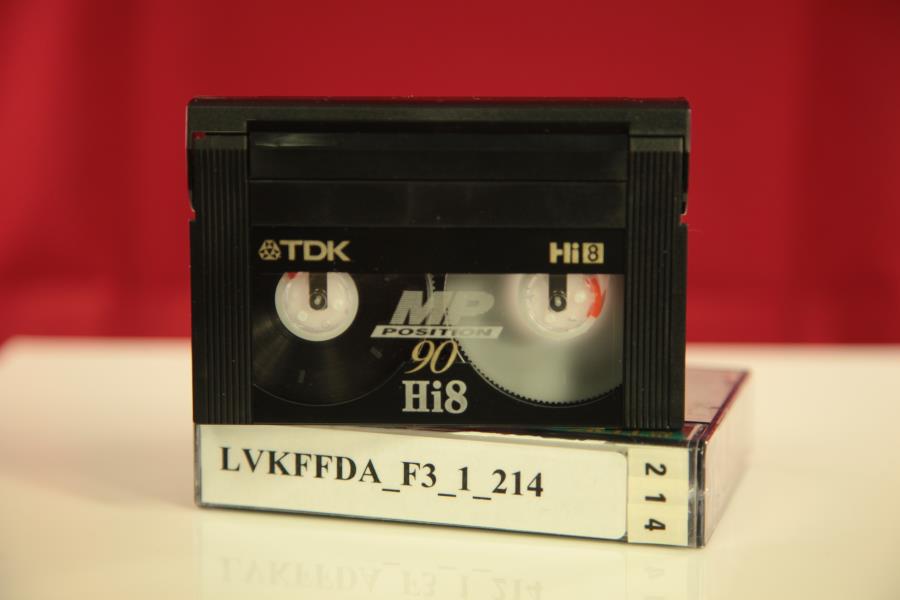 TDK Hi8
MP
POSITION
90
Hi8
LVKFFDA_F3_1_214
214